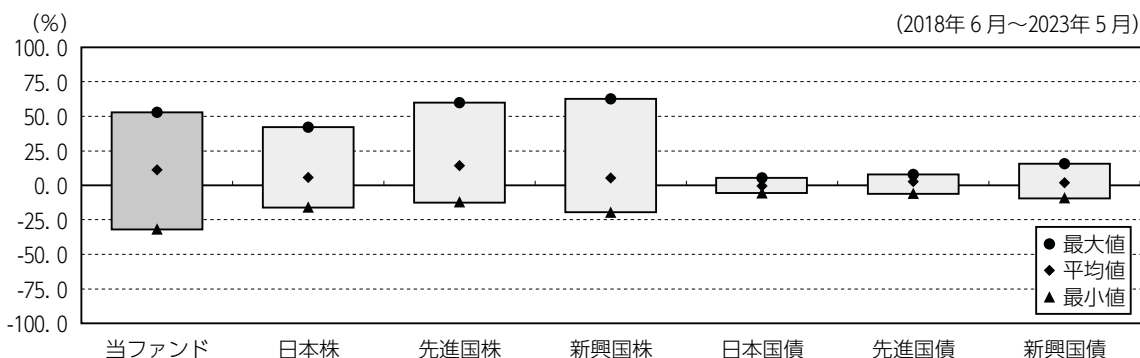 (%)
(2018年6月～2023年5月)
100.0
75.0
50.0
25.0
0.0
-25.0
-50.0
-75.0
-100.0
最大値
平均値
最小値
当ファンド 日本株 先進国株 新興国株 日本国債 先進国債 新興国債